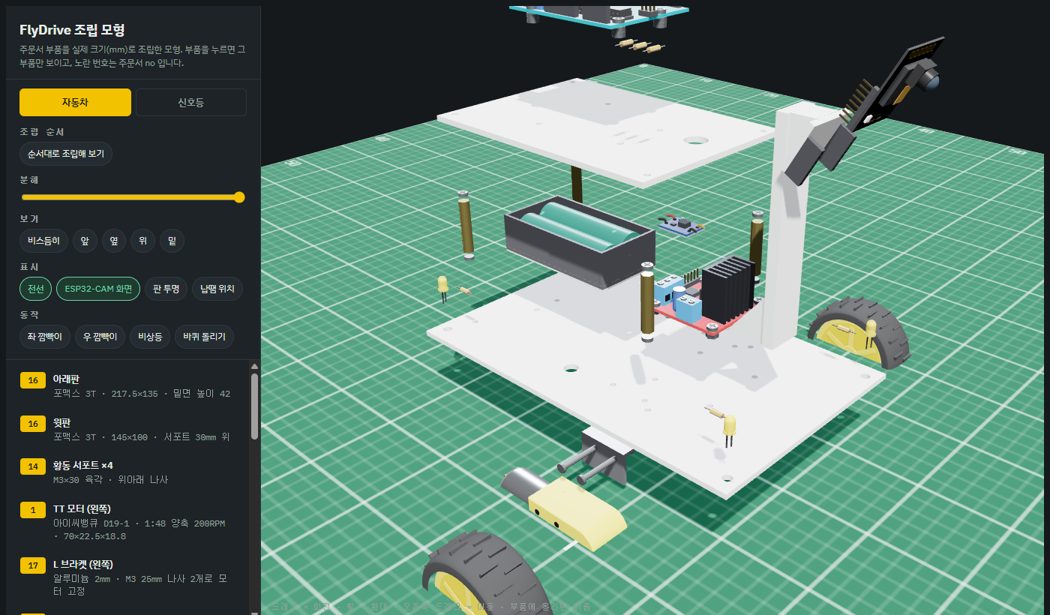 FlyDrive 조립 모형
주문서 부품을 실제 크기(mm)로 조립한 모형. 부품을 누르면 그
부품만 보이고, 노란 번호는 주문서 no 입니다.
자동차
신호등
조립 순서
순서대로 조립해 보기
분해
보기
비스듬히
앞
옆
위
밑
표시
전선
ESP32-CAM 화면
판 투명
납땜 위치
동작
좌 깜빡이
우 깜빡이
비상등
바퀴 돌리기
16 아래판
포맥스 3T · 217.5×135 · 밑면 높이 42
16 윗판
포맥스 3T · 145×100 · 서포트 30mm 위
14 황동 서포트 ×4
M3×30 육각 · 위아래 나사
1 TT 모터 (왼쪽)
아이씨뱅큐 D19-1 · 1:48 양축 200RPM
· 70×22.5×18.8
17 L 브라켓 (왼쪽)
알루미늄 2mm · M3 25mm 나사 2개로 모
터 고정